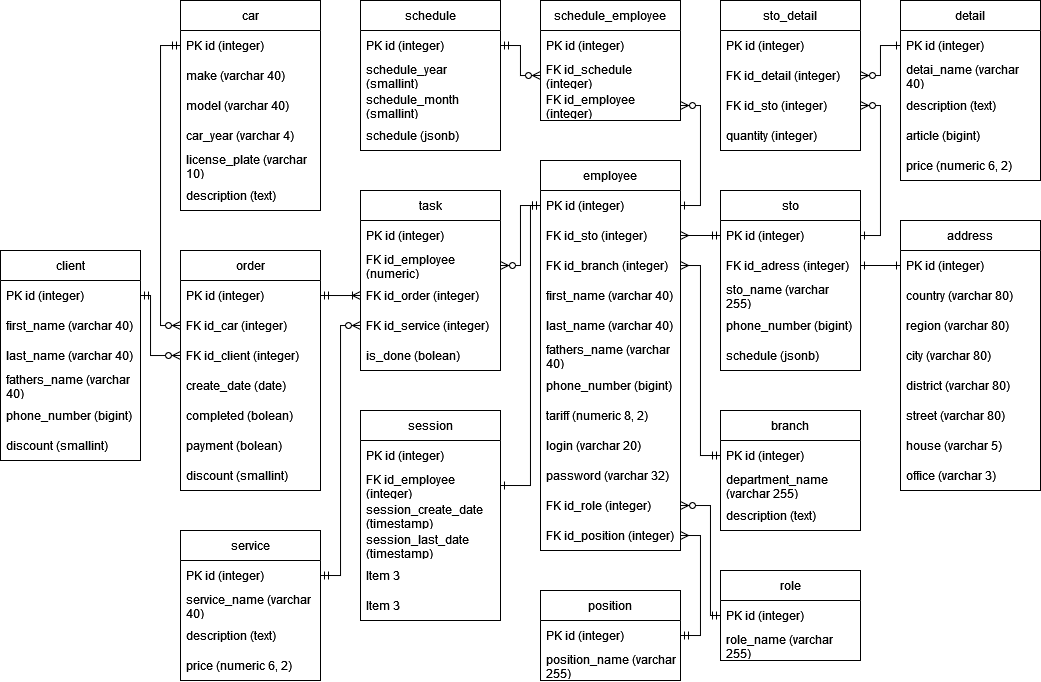 car
PK id (integer)
make (varchar 40)
model (varchar 40)
car_year (varchar 4)
license_plate (varchar
10)
description (text)
schedule
PK id (integer)
schedule_year
(smallint)
schedule_month
(smallint)
schedule (jsonb)
schedule_employee
PK id (integer)
FK id_schedule
(integer)
FK id_employee
(integer)
sto_detail
PK id (integer)
FK id_detail (integer)
FK id_sto (integer)
quantity (integer)
detail
PK id (integer)
detai_name (varchar
40)
description (text)
article (bigint)
price (numeric 6, 2)
client
PK id (integer)
first_name (varchar 40)
last_name (varchar 40)
fathers_name (varchar
40)
phone_number (bigint)
discount (smallint)
order
PK id (integer)
FK id_car (integer)
FK id_client (integer)
create_date (date)
completed (bolean)
payment (bolean)
discount (smallint)
task
PK id (integer)
FK id_employee
(numeric)
FK id_order (integer)
FK id_service (integer)
is_done (bolean)
employee
PK id (integer)
FK id_sto (integer)
FK id_branch (integer)
first_name (varchar 40)
last_name (varchar 40)
fathers_name (varchar
40)
phone_number (bigint)
tariff (numeric 8, 2)
login (varchar 20)
password (varchar 32)
FK id_role (integer)
FK id_position (integer)
sto
PK id (integer)
FK id_adress (integer)
sto_name (varchar
255)
phone_number (bigint)
schedule (jsonb)
address
PK id (integer)
country (varchar 80)
region (varchar 80)
city (varchar 80)
district (varchar 80)
street (varchar 80)
house (varchar 5)
office (varchar 3)
session
PK id (integer)
FK id_employee
(integer)
session_create_date
(timestamp)
session_last_date
(timestamp)
Item 3
Item 3
branch
PK id (integer)
department_name
(varchar 255)
description (text)
service
PK id (integer)
service_name (varchar
40)
description (text)
price (numeric 6, 2)
position
PK id (integer)
position_name (varchar
255)
role
PK id (integer)
role_name (varchar
255)